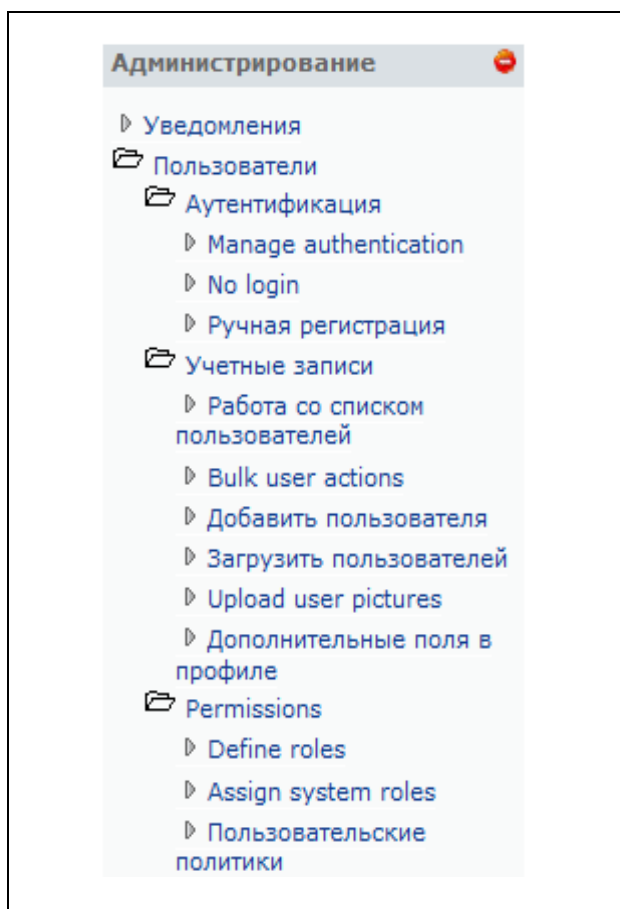 Администрирование
Уведомления
Пользователи
Аутентификация
Manage authentication
No login
Ручная регистрация
Учетные записи
Работа со списком
пользователей
Bulk user actions
Добавить пользователя
Загрузить пользователей
Upload user pictures
Дополнительные поля в
профиле
Permissions
Define roles
Assign system roles
Пользовательские
политики